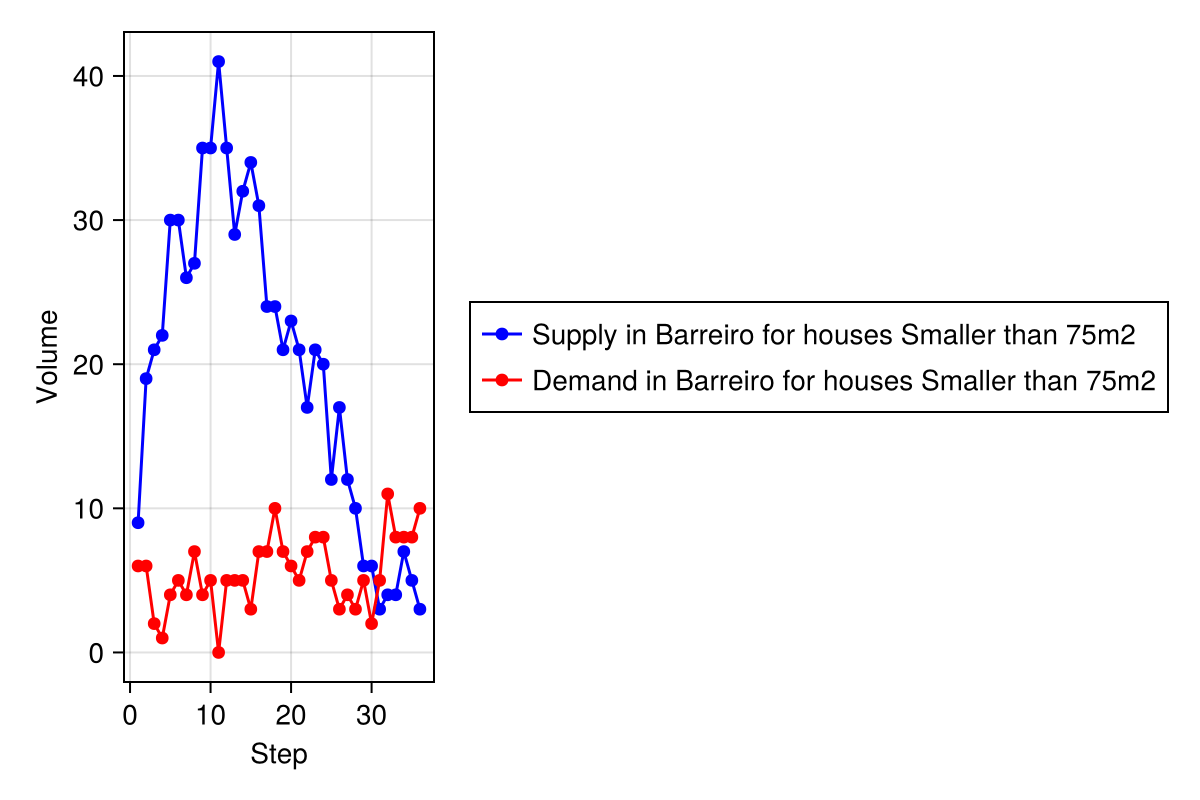 40
30
20
10
0
Volume
0 10 20 30
Step
Supply in Barreiro for houses Smaller than 75m2
Demand in Barreiro for houses Smaller than 75m2